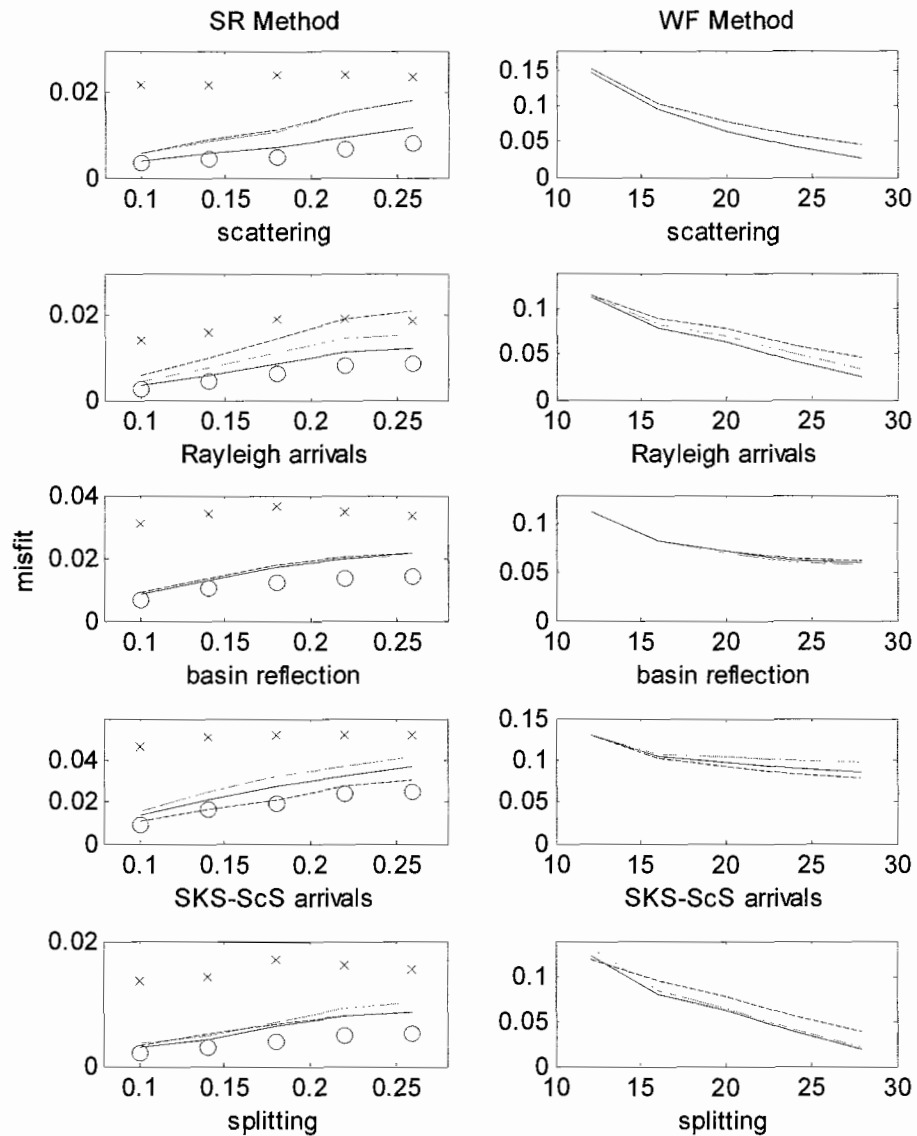 SR Method
WF Method
0.02
0
0.1 0.15 0.2 0.25
scattering
0.15
0.1
0.05
0
10 15 20 25 30
scattering
0.02
0
0.1 0.15 0.2 0.25
Rayleigh arrivals
0.1
0.05
0
10 15 20 25 30
Rayleigh arrivals
misfit
0.04
0.02
0
0.1 0.15 0.2 0.25
basin reflection
0.1
0.05
0
10 15 20 25 30
basin reflection
0.04
0.02
0
0.1 0.15 0.2 0.25
SKS-ScS arrivals
0.15
0.1
0.05
0
10 15 20 25 30
SKS-ScS arrivals
0.02
0
0.1 0.15 0.2 0.25
splitting
0.1
0.05
0
10 15 20 25 30
splitting